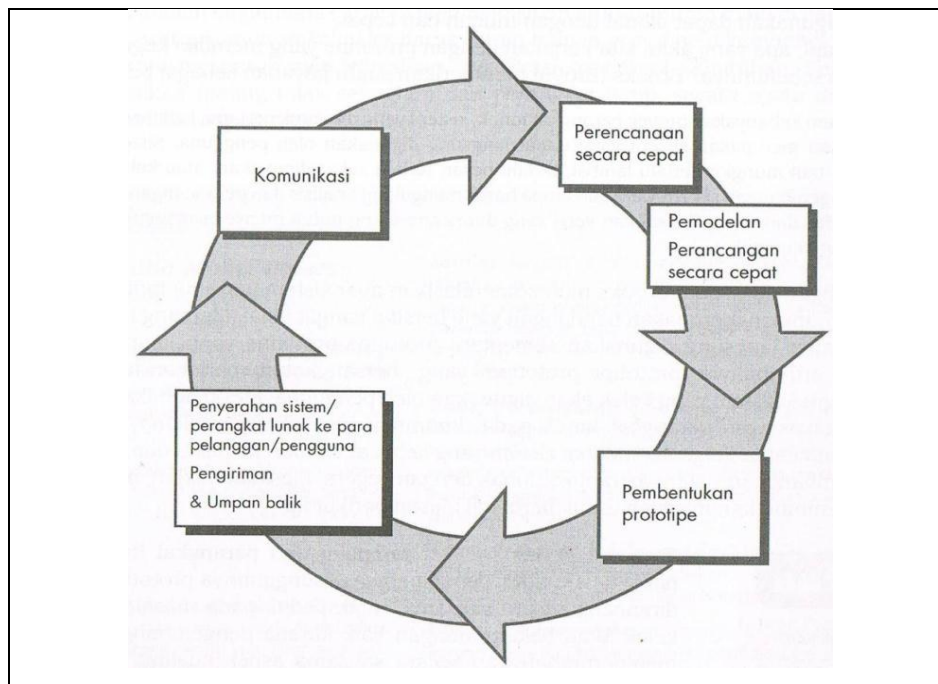 Komunikasi
Perencanaan
secara cepat
Pemodelan
Perancangan
secara cepat
Pembentukan
prototipe
Penyerahan sistem/
perangkat lunak ke para
pelanggan/pengguna
Pengiriman
& Umpan balik